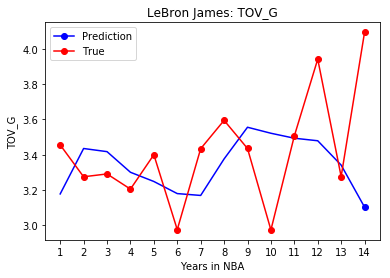 LeBron James: TOV_G
Prediction
True
TOV_G
4.0
3.8
3.6
3.4
3.2
3.0
1 2 3 4 5 6 7 8 9 10 11 12 13 14
Years in NBA